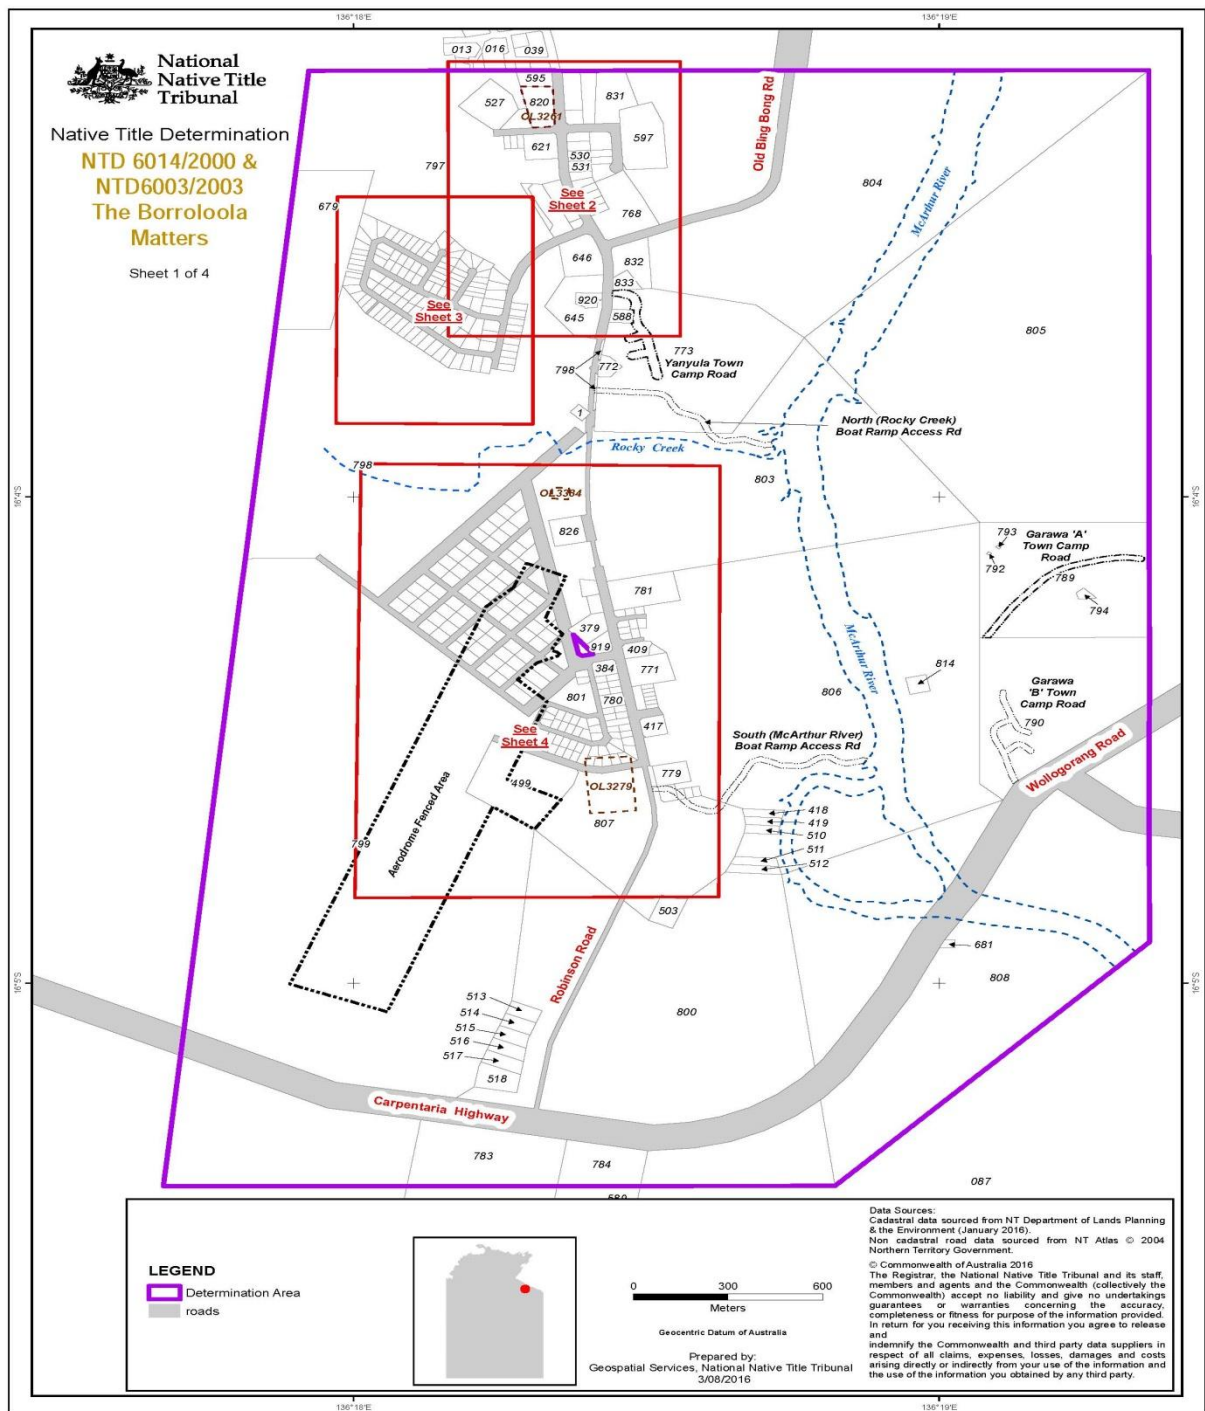 136°18'E
136°19'E
National
Native Title
Tribunal
Native Title Determination
NTD 6014/2000 &
NTD6003/2003
The Borroloola
Matters
Sheet 1 of 4
013
016
039
595
527
820
OL3261
831
597
621
530
531
797
See
Sheet 2
768
679
Old Bing Bong Rd
804
McArthur River
646
832
833
920
645
588
See
Sheet 3
773
Yanyula Town
Camp Road
805
798
772
1
North (Rocky Creek)
Boat Ramp Access Rd
Rocky Creek
798
803
16°4'S
16°4'S
OL3384
826
793
792
Garawa 'A'
Town Camp
Road
789
794
781
379
919
409
384
771
McArthur River
814
806
801
780
417
Garawa
'B' Town
Camp Road
790
See
Sheet 4
South (McArthur River)
Boat Ramp Access Rd
Wollogorang Road
779
499
OL3279
807
418
419
510
511
512
799
Aerodrome Fenced Area
503
681
808
16°5'S
16°5'S
Robinson Road
513
514
515
516
517
518
800
Carpentaria Highway
783
784
087
LEGEND
Determination Area
roads
0 300 600
Meters
Geocentric Datum of Australia
Prepared by:
Geospatial Services, National Native Title Tribunal
3/08/2016
Data Sources:
Cadastral data sourced from NT Department of Lands Planning
& the Environment (January 2016).
Non cadastral road data sourced from NT Atlas © 2004
Northern Territory Government.
© Commonwealth of Australia 2016
The Registrar, the National Native Title Tribunal and its staff,
members and agents and the Commonwealth (collectively the
Commonwealth) accept no liability and give no undertakings
guarantees or warranties concerning the accuracy,
completeness or fitness for purpose of the information provided.
In return for you receiving this information you agree to release
and
indemnify the Commonwealth and third party data suppliers in
respect of all claims, expenses, losses, damages and costs
arising directly or indirectly from your use of the information and
the use of the information you obtained by any third party.
136°18'E
136°19'E